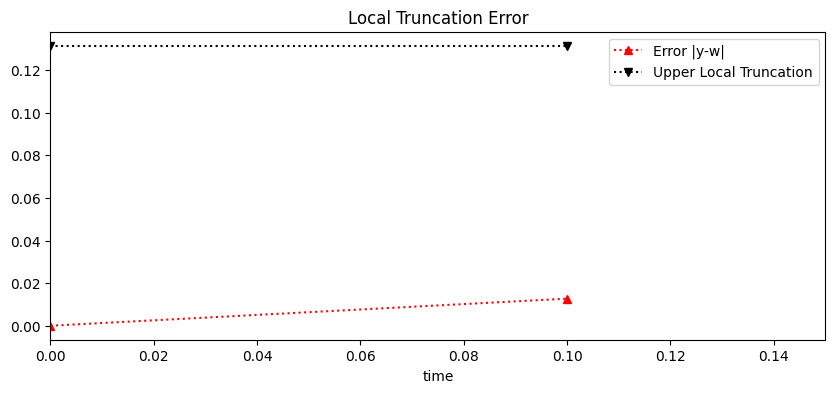 Local Truncation Error
Error |y-w|
Upper Local Truncation
0.12
0.10
0.08
0.06
0.04
0.02
0.00
0.00 0.02 0.04 0.06 0.08 0.10 0.12 0.14
time